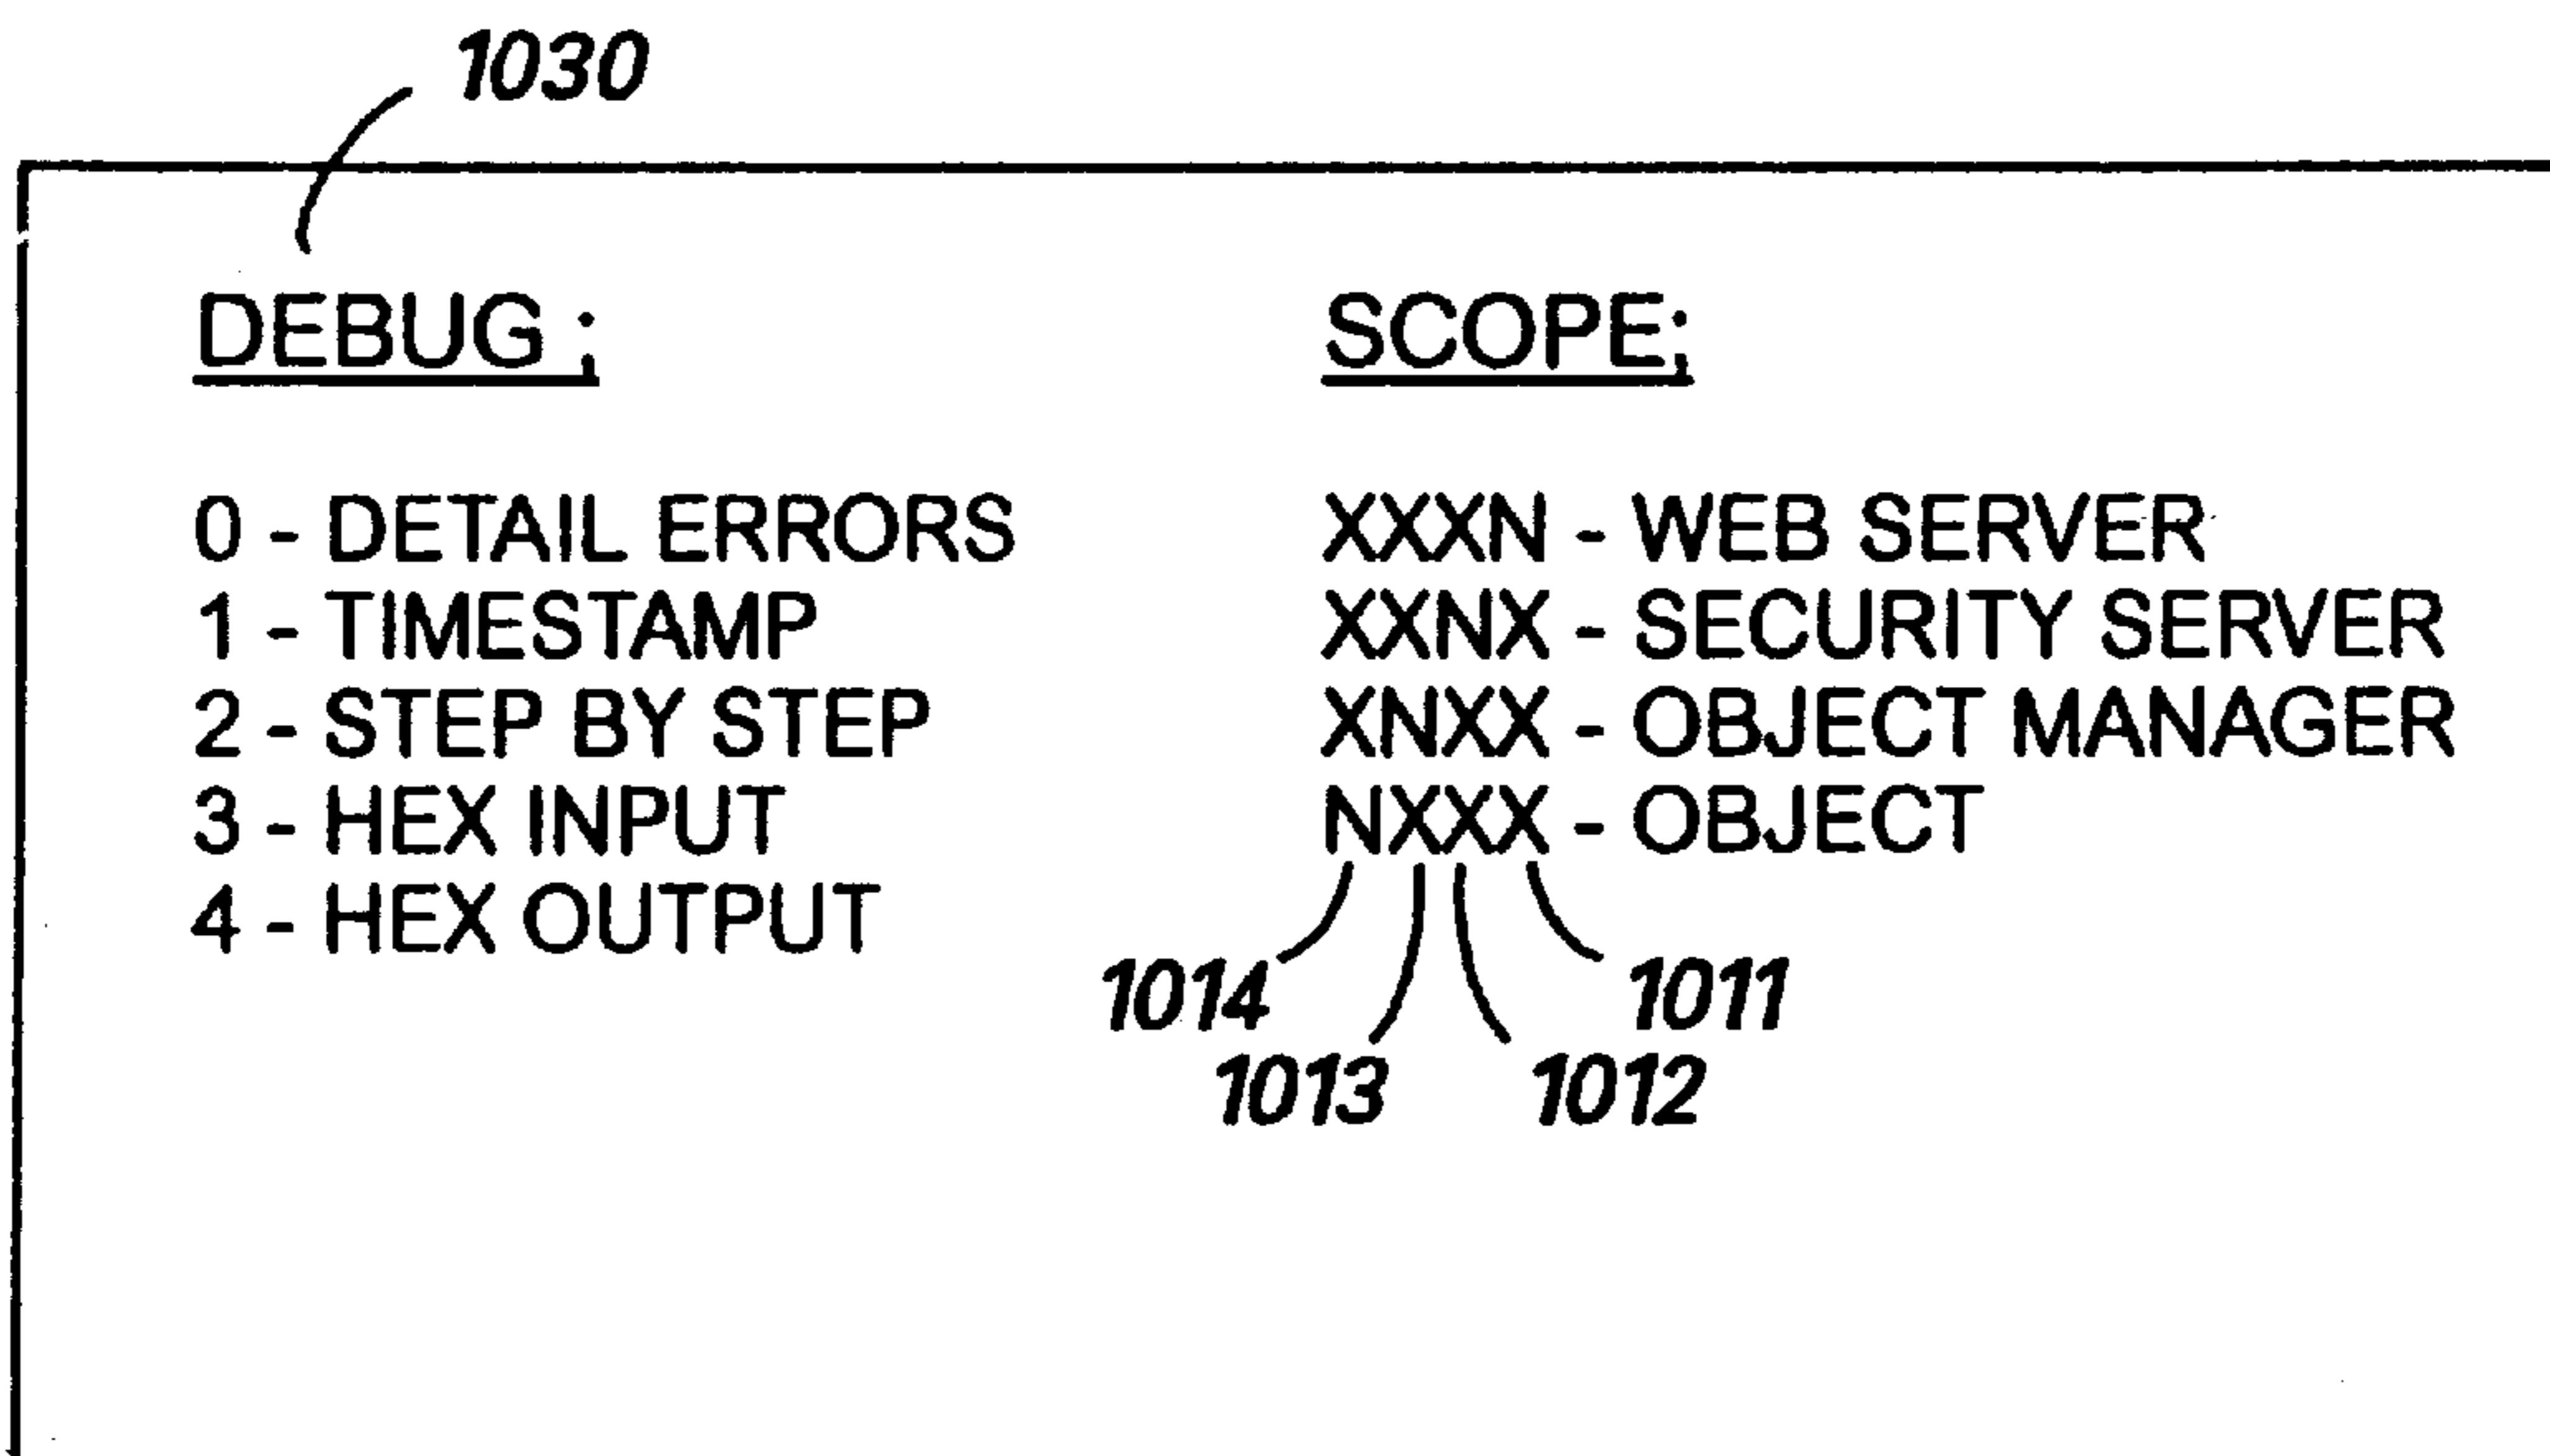 1030
DEBUG ;
0 - DETAIL ERRORS
1 - TIMESTAMP
2 - STEP BY STEP
3 - HEX INPUT
4 - HEX OUTPUT
SCOPE;
XXXN - WEB SERVER
XXNX - SECURITY SERVER
XNXX - OBJECT MANAGER
NXXX - OBJECT
1014
1011
1013
1012